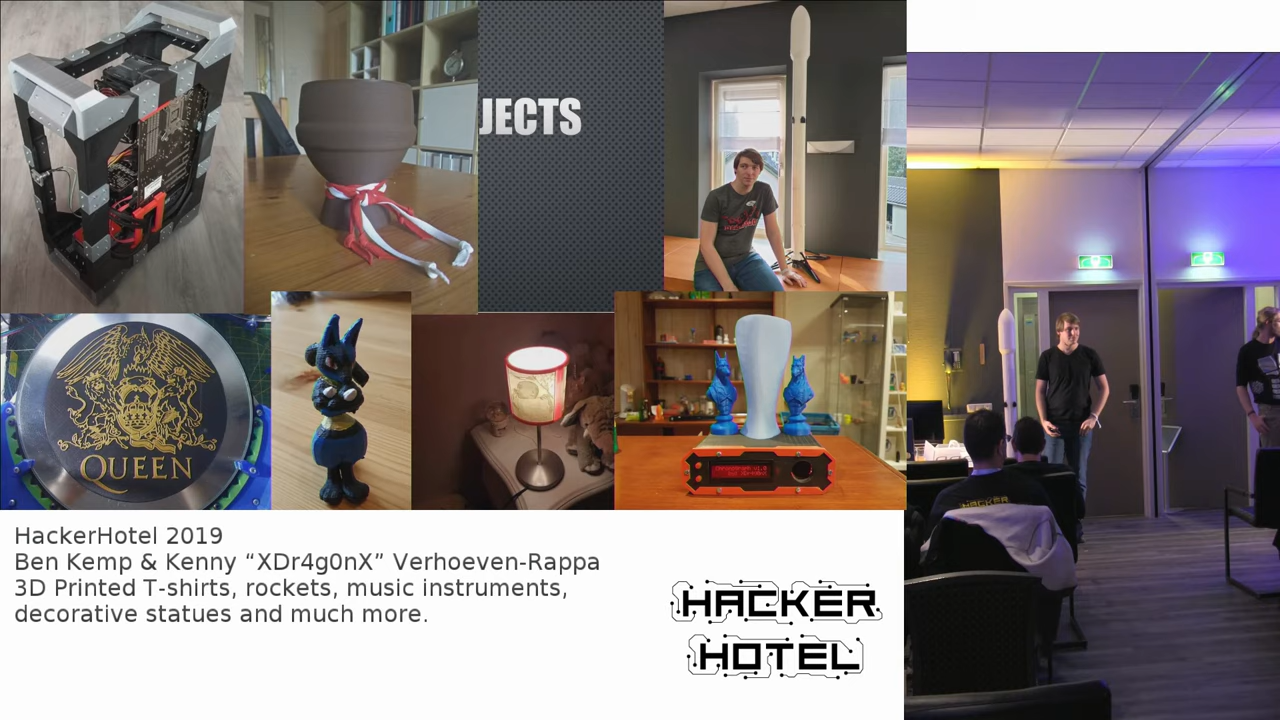 JECTS
QUEEN
HackerHotel 2019
Ben Kemp & Kenny “XDr4g0nX” Verhoeven-Rappa
3D Printed T-shirts, rockets, music instruments,
decorative statues and much more.
HACKER
HOTEL
HACKER